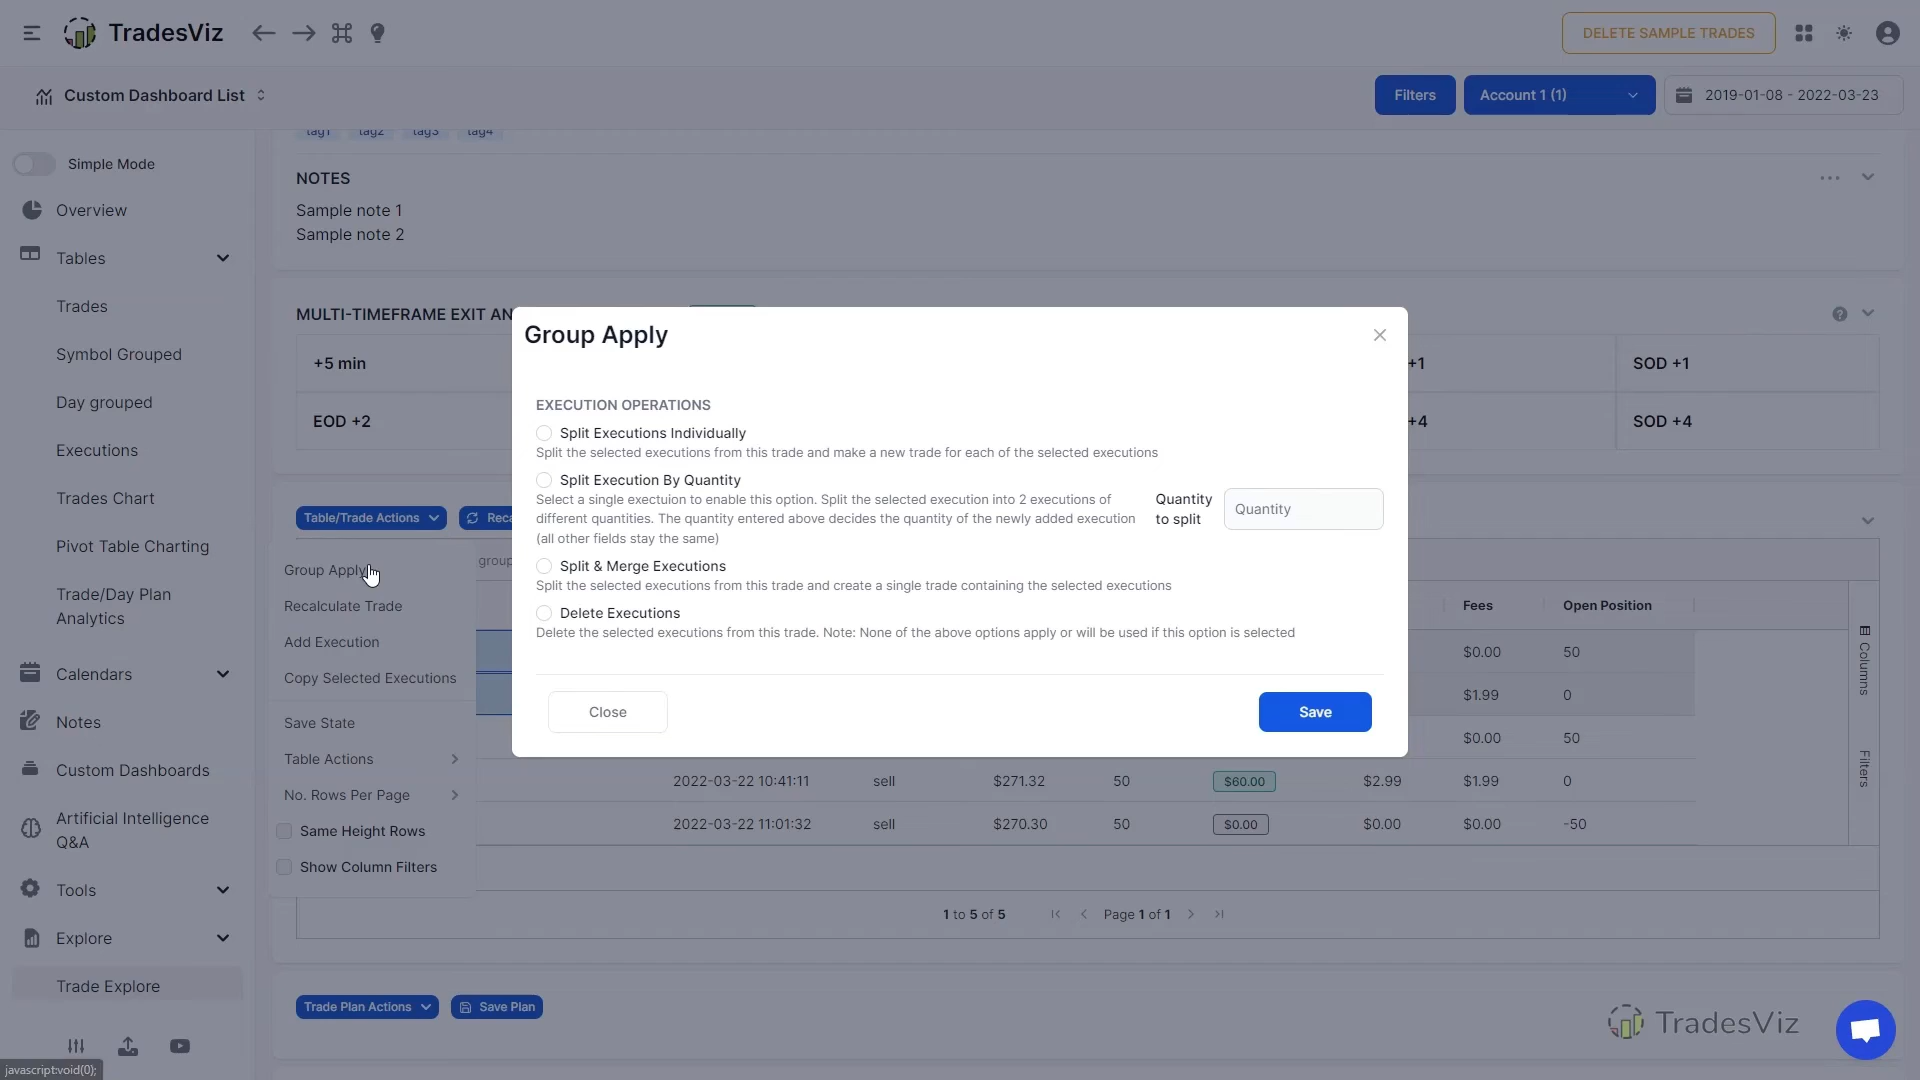 TradesViz
DELETE SAMPLE TRADES
Custom Dashboard List
Filters
Account 1 (1)
2019-01-08 - 2022-03-23
tag1 tag2 tag3 tag4
Simple Mode
Overview
Tables
Trades
Symbol Grouped
Day grouped
Executions
Trades Chart
Pivot Table Charting
Trade/Day Plan
Analytics
Calendars
Notes
Custom Dashboards
Artificial Intelligence
Q&A
Tools
Explore
Trade Explore
javascript:void(0);
NOTES
Sample note 1
Sample note 2
MULTI-TIMEFRAME EXIT AN
+5 min
+1
SOD +1
EOD +2
+4
SOD +4
Table/Trade Actions
Reca
Group Apply
Recalculate Trade
Add Execution
Copy Selected Executions
Save State
Table Actions
No. Rows Per Page
Same Height Rows
Show Column Filters
group
Group Apply
EXECUTION OPERATIONS
Split Executions Individually
Split the selected executions from this trade and make a new trade for each of the selected executions
Split Execution By Quantity
Select a single exectuion to enable this option. Split the selected execution into 2 executions of
different quantities. The quantity entered above decides the quantity of the newly added execution
(all other fields stay the same)
Quantity
to split
Quantity
Split & Merge Executions
Split the selected executions from this trade and create a single trade containing the selected executions
Delete Executions
Delete the selected executions from this trade. Note: None of the above options apply or will be used if this option is selected
Close
Save
Fees Open Position
$0.00 50
$1.99 0
$0.00 50
2022-03-22 10:41:11 sell $271.32 50 $60.00 $2.99 $1.99 0
2022-03-22 11:01:32 sell $270.30 50 $0.00 $0.00 $0.00 -50
Columns
Filters
1 to 5 of 5
Page 1 of 1
Trade Plan Actions
Save Plan
TradesViz